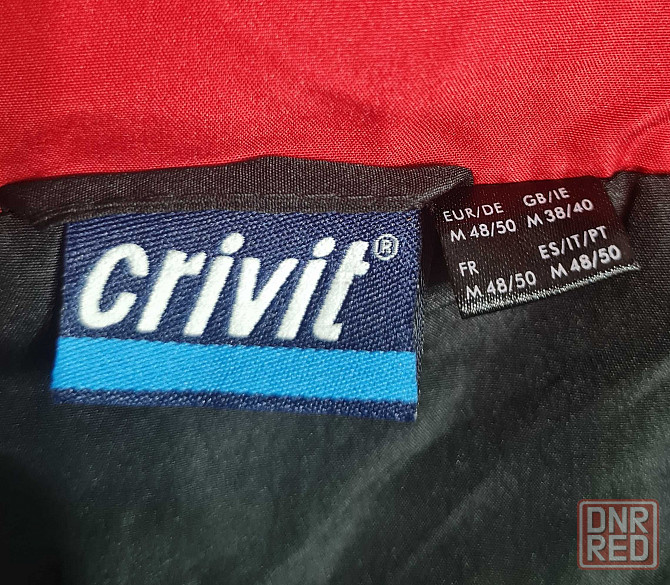 crivit®
EUR/DE GB/IE
M 48/50 M 38/40
FR ES/IT/PT
M 48/50 M 48/50
DNR
RED